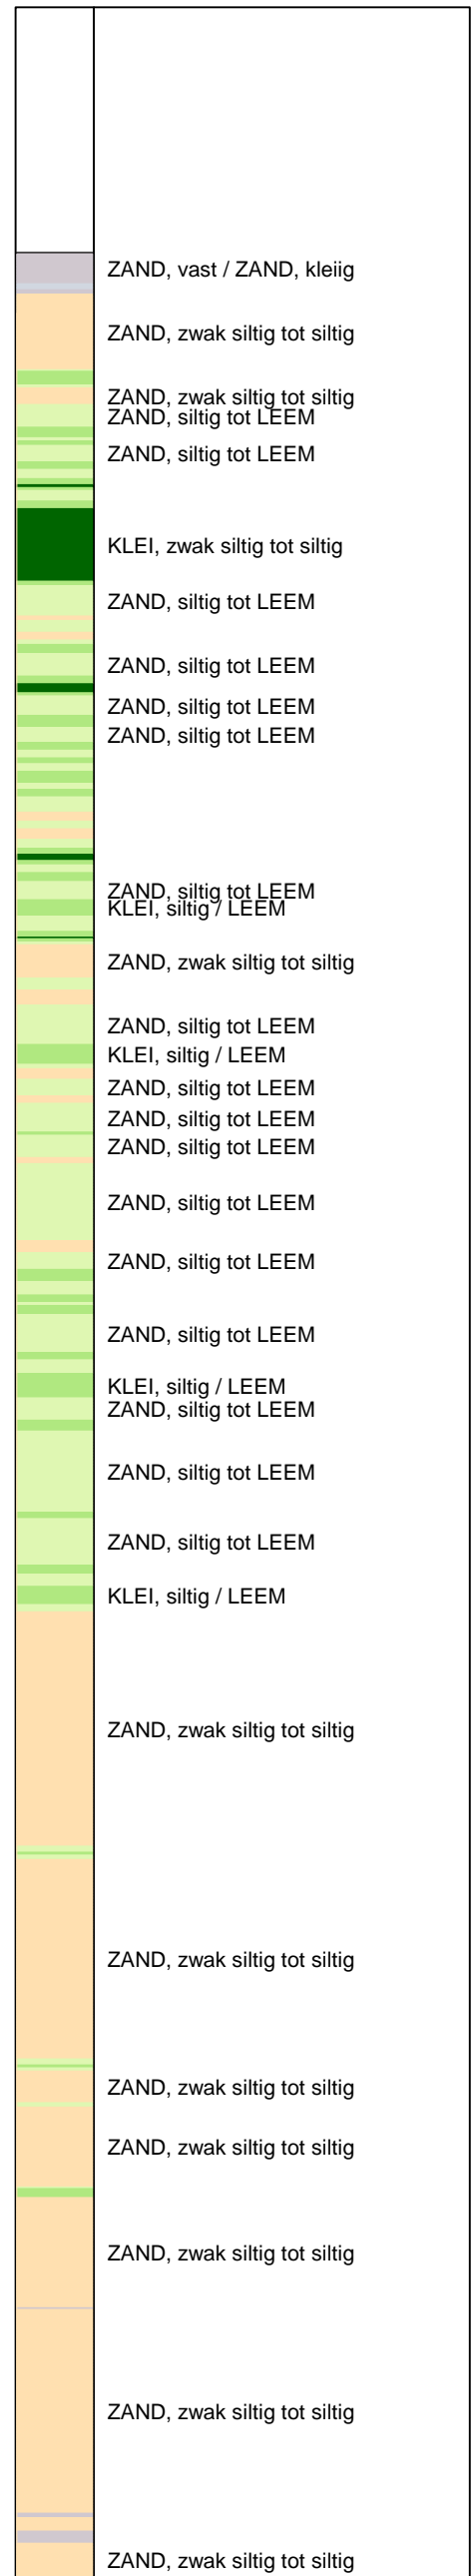 ZAND, vast / ZAND, kleiig
ZAND, zwak siltig tot siltig
ZAND, zwak siltig tot siltig
ZAND, siltig tot LEEM
ZAND, siltig tot LEEM
KLEI, zwak siltig tot siltig
ZAND, siltig tot LEEM
ZAND, siltig tot LEEM
ZAND, siltig tot LEEM
ZAND, siltig tot LEEM
ZAND, siltig tot LEEM
KLEI, siltig / LEEM
ZAND, zwak siltig tot siltig
ZAND, siltig tot LEEM
KLEI, siltig / LEEM
ZAND, siltig tot LEEM
ZAND, siltig tot LEEM
ZAND, siltig tot LEEM
ZAND, siltig tot LEEM
ZAND, siltig tot LEEM
ZAND, siltig tot LEEM
KLEI, siltig / LEEM
ZAND, siltig tot LEEM
ZAND, siltig tot LEEM
ZAND, siltig tot LEEM
KLEI, siltig / LEEM
ZAND, zwak siltig tot siltig
ZAND, zwak siltig tot siltig
ZAND, zwak siltig tot siltig
ZAND, zwak siltig tot siltig
ZAND, zwak siltig tot siltig
ZAND, zwak siltig tot siltig
ZAND, zwak siltig tot siltig